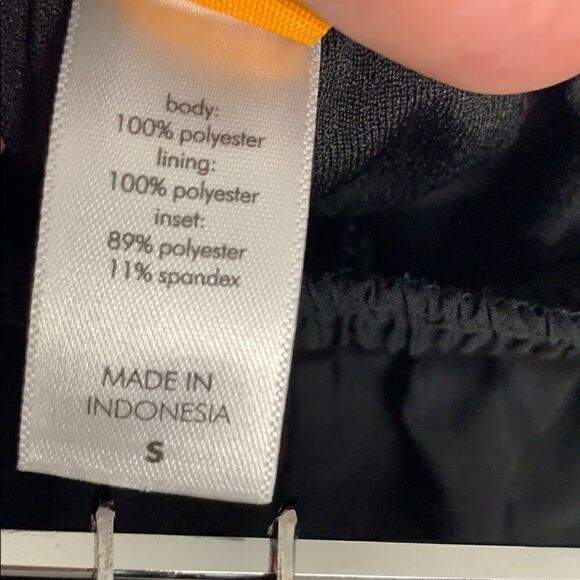 body:
100% polyester
lining:
100% polyester
inset:
89% polyester
11% spandex
MADE IN
INDONESIA
S